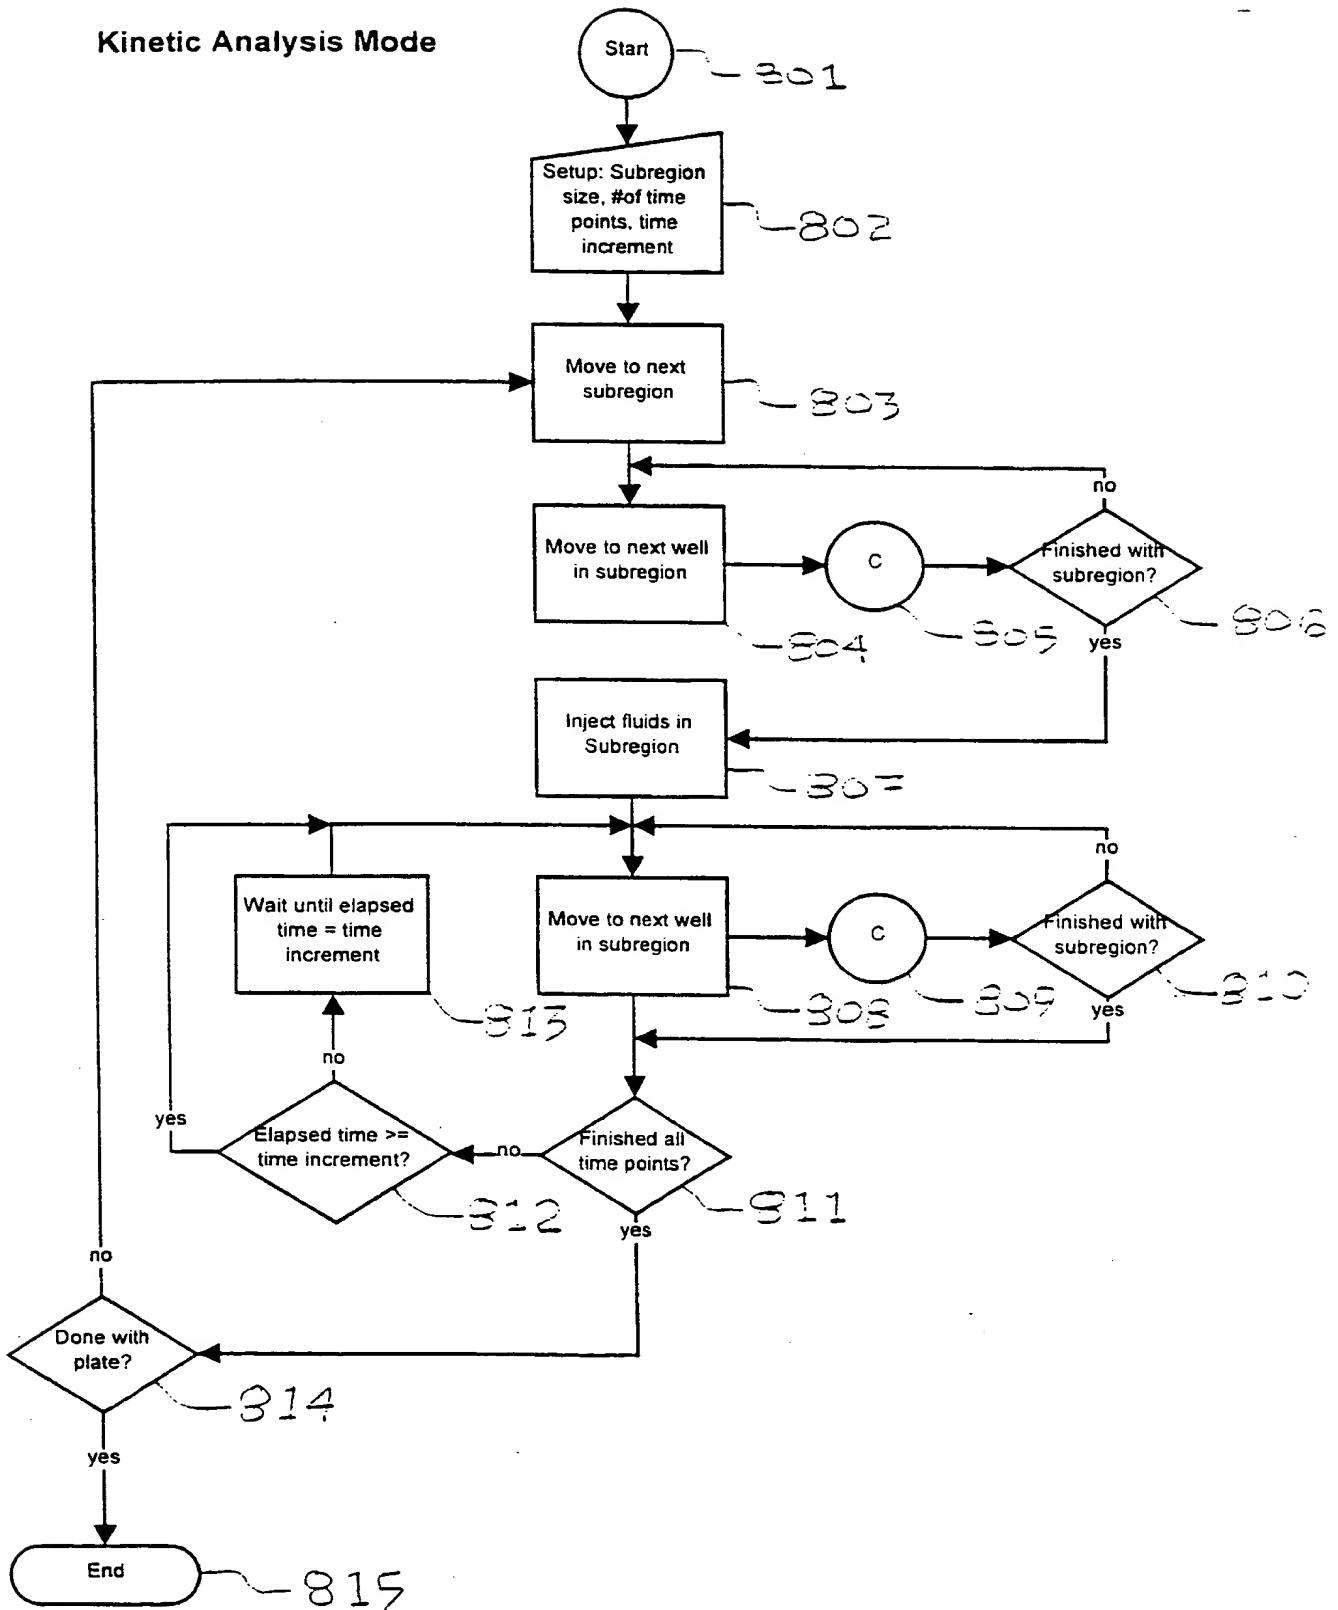 Kinetic Analysis Mode
Start
801
Setup: Subregion
size, #of time
points, time
increment
802
Move to next
subregion
803
no
Move to next well
in subregion
804
C
805
Finished with
subregion?
806
yes
Inject fluids in
Subregion
807
no
Wait until elapsed
time = time
increment
813
Move to next well
in subregion
808
C
809
Finished with
subregion?
810
yes
no
yes
Elapsed time >=
time increment?
812
no
Finished all
time points?
811
yes
no
Done with
plate?
814
yes
End
815